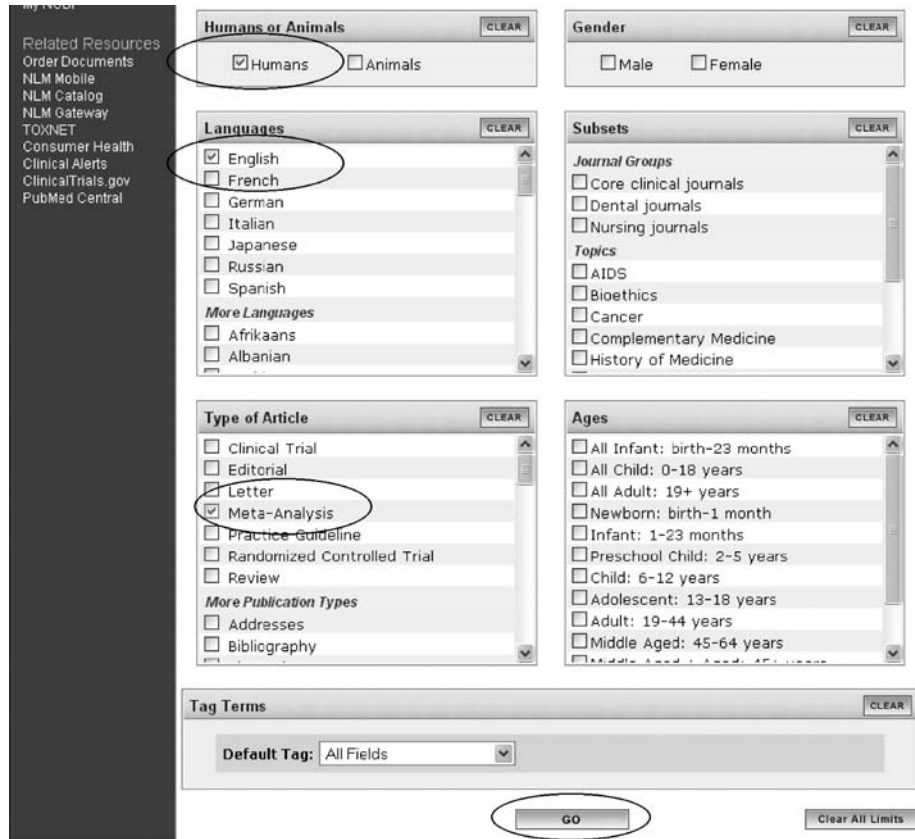 My NCBI
Related Resources
Order Documents
NLM Mobile
NLM Catalog
NLM Gateway
TOXNET
Consumer Health
Clinical Alerts
ClinicalTrials.gov
PubMed Central
Humans or Animals CLEAR
Humans Animals
Gender CLEAR
Male Female
Languages CLEAR
English
French
German
Italian
Japanese
Russian
Spanish
More Languages
Afrikaans
Albanian
Subsets CLEAR
Journal Groups
Core clinical journals
Dental journals
Nursing journals
Topics
AIDS
Bioethics
Cancer
Complementary Medicine
History of Medicine
Type of Article CLEAR
Clinical Trial
Editorial
Letter
Meta-Analysis
Practice Guideline
Randomized Controlled Trial
Review
More Publication Types
Addresses
Bibliography
Ages CLEAR
All Infant: birth-23 months
All Child: 0-18 years
All Adult: 19+ years
Newborn: birth-1 month
Infant: 1-23 months
Preschool Child: 2-5 years
Child: 6-12 years
Adolescent: 13-18 years
Adult: 19-44 years
Middle Aged: 45-64 years
Middle Aged + Aged: 45+ years
Tag Terms CLEAR
Default Tag: All Fields
GO Clear All Limits